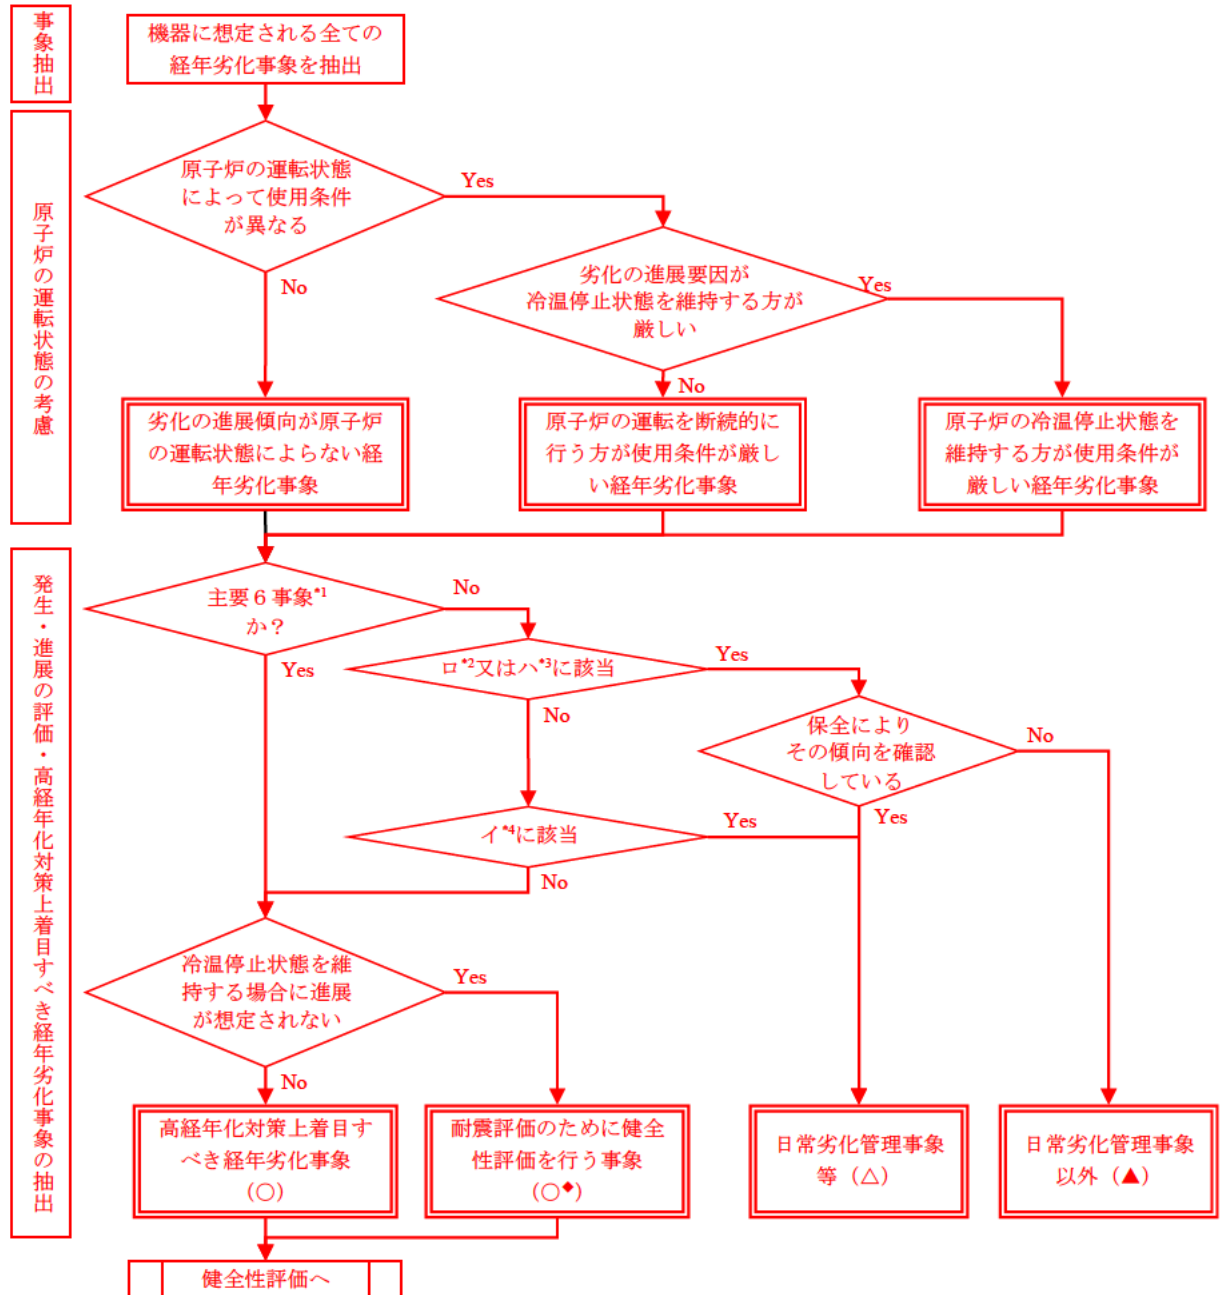 事象抽出
機器に想定される全ての
経年劣化事象を抽出
原子炉の運転状態の考慮
原子炉の運転状態
によって使用条件
が異なる
Yes
No
劣化の進展要因が
冷温停止状態を維持する方が
厳しい
Yes
No
劣化の進展傾向が原子炉
の運転状態によらない経
年劣化事象
原子炉の運転を断続的に
行う方が使用条件が厳し
い経年劣化事象
原子炉の冷温停止状態を
維持する方が使用条件が
厳しい経年劣化事象
発生・進展の評価・高経年化対策上着目すべき経年劣化事象の抽出
主要6事象*1
か?
No
Yes
ロ*2又はハ*3に該当
Yes
No
保全により
その傾向を確認
している
No
Yes
イ*4に該当
Yes
No
冷温停止状態を維
持する場合に進展
が想定されない
Yes
No
高経年化対策上着目す
べき経年劣化事象
(○)
耐震評価のために健全
性評価を行う事象
(○◆)
日常劣化管理事象
等(△)
日常劣化管理事象
以外(▲)
健全性評価へ